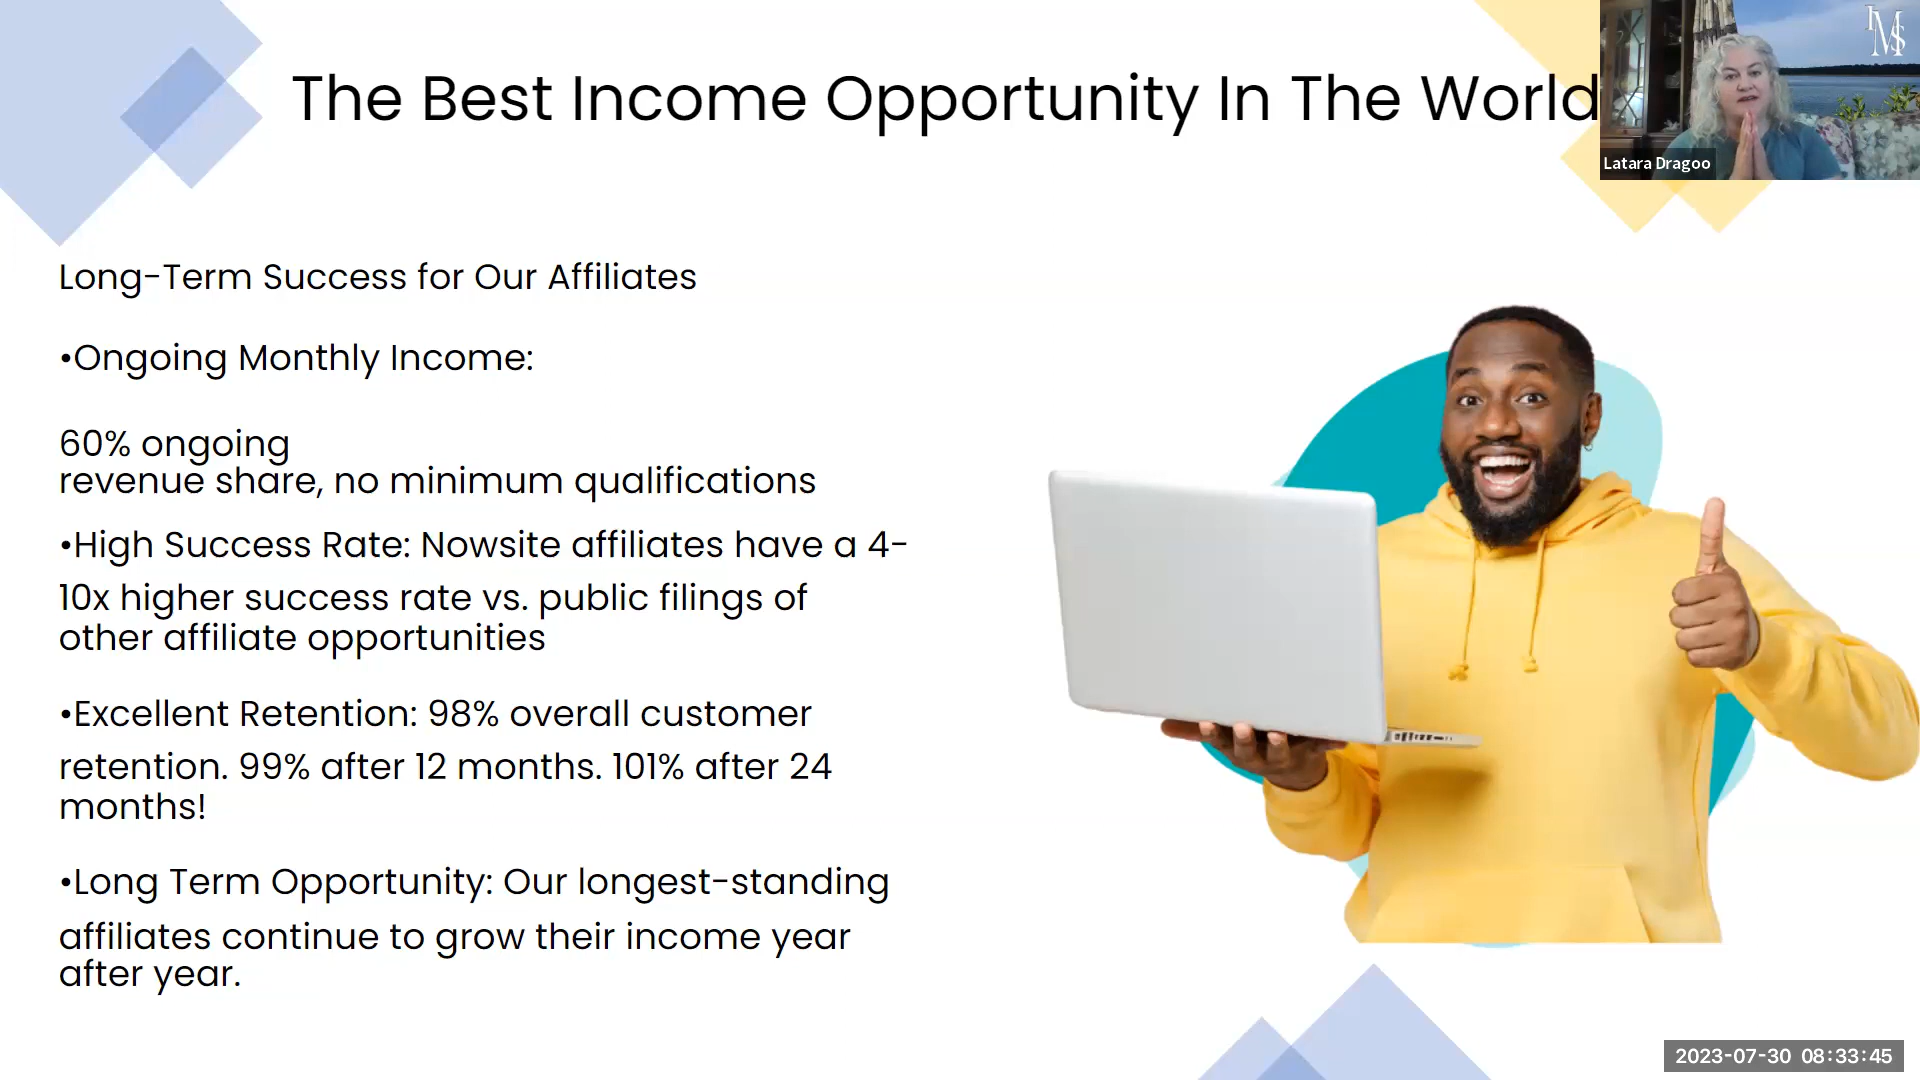 The Best Income Opportunity In The World
IMS
Latara Dragoo
Long-Term Success for Our Affiliates
•Ongoing Monthly Income:
60% ongoing
revenue share, no minimum qualifications
•High Success Rate: Nowsite affiliates have a 4-
10x higher success rate vs. public filings of
other affiliate opportunities
•Excellent Retention: 98% overall customer
retention. 99% after 12 months. 101% after 24
months!
•Long Term Opportunity: Our longest-standing
affiliates continue to grow their income year
after year.
2023-07-30 08:33:45